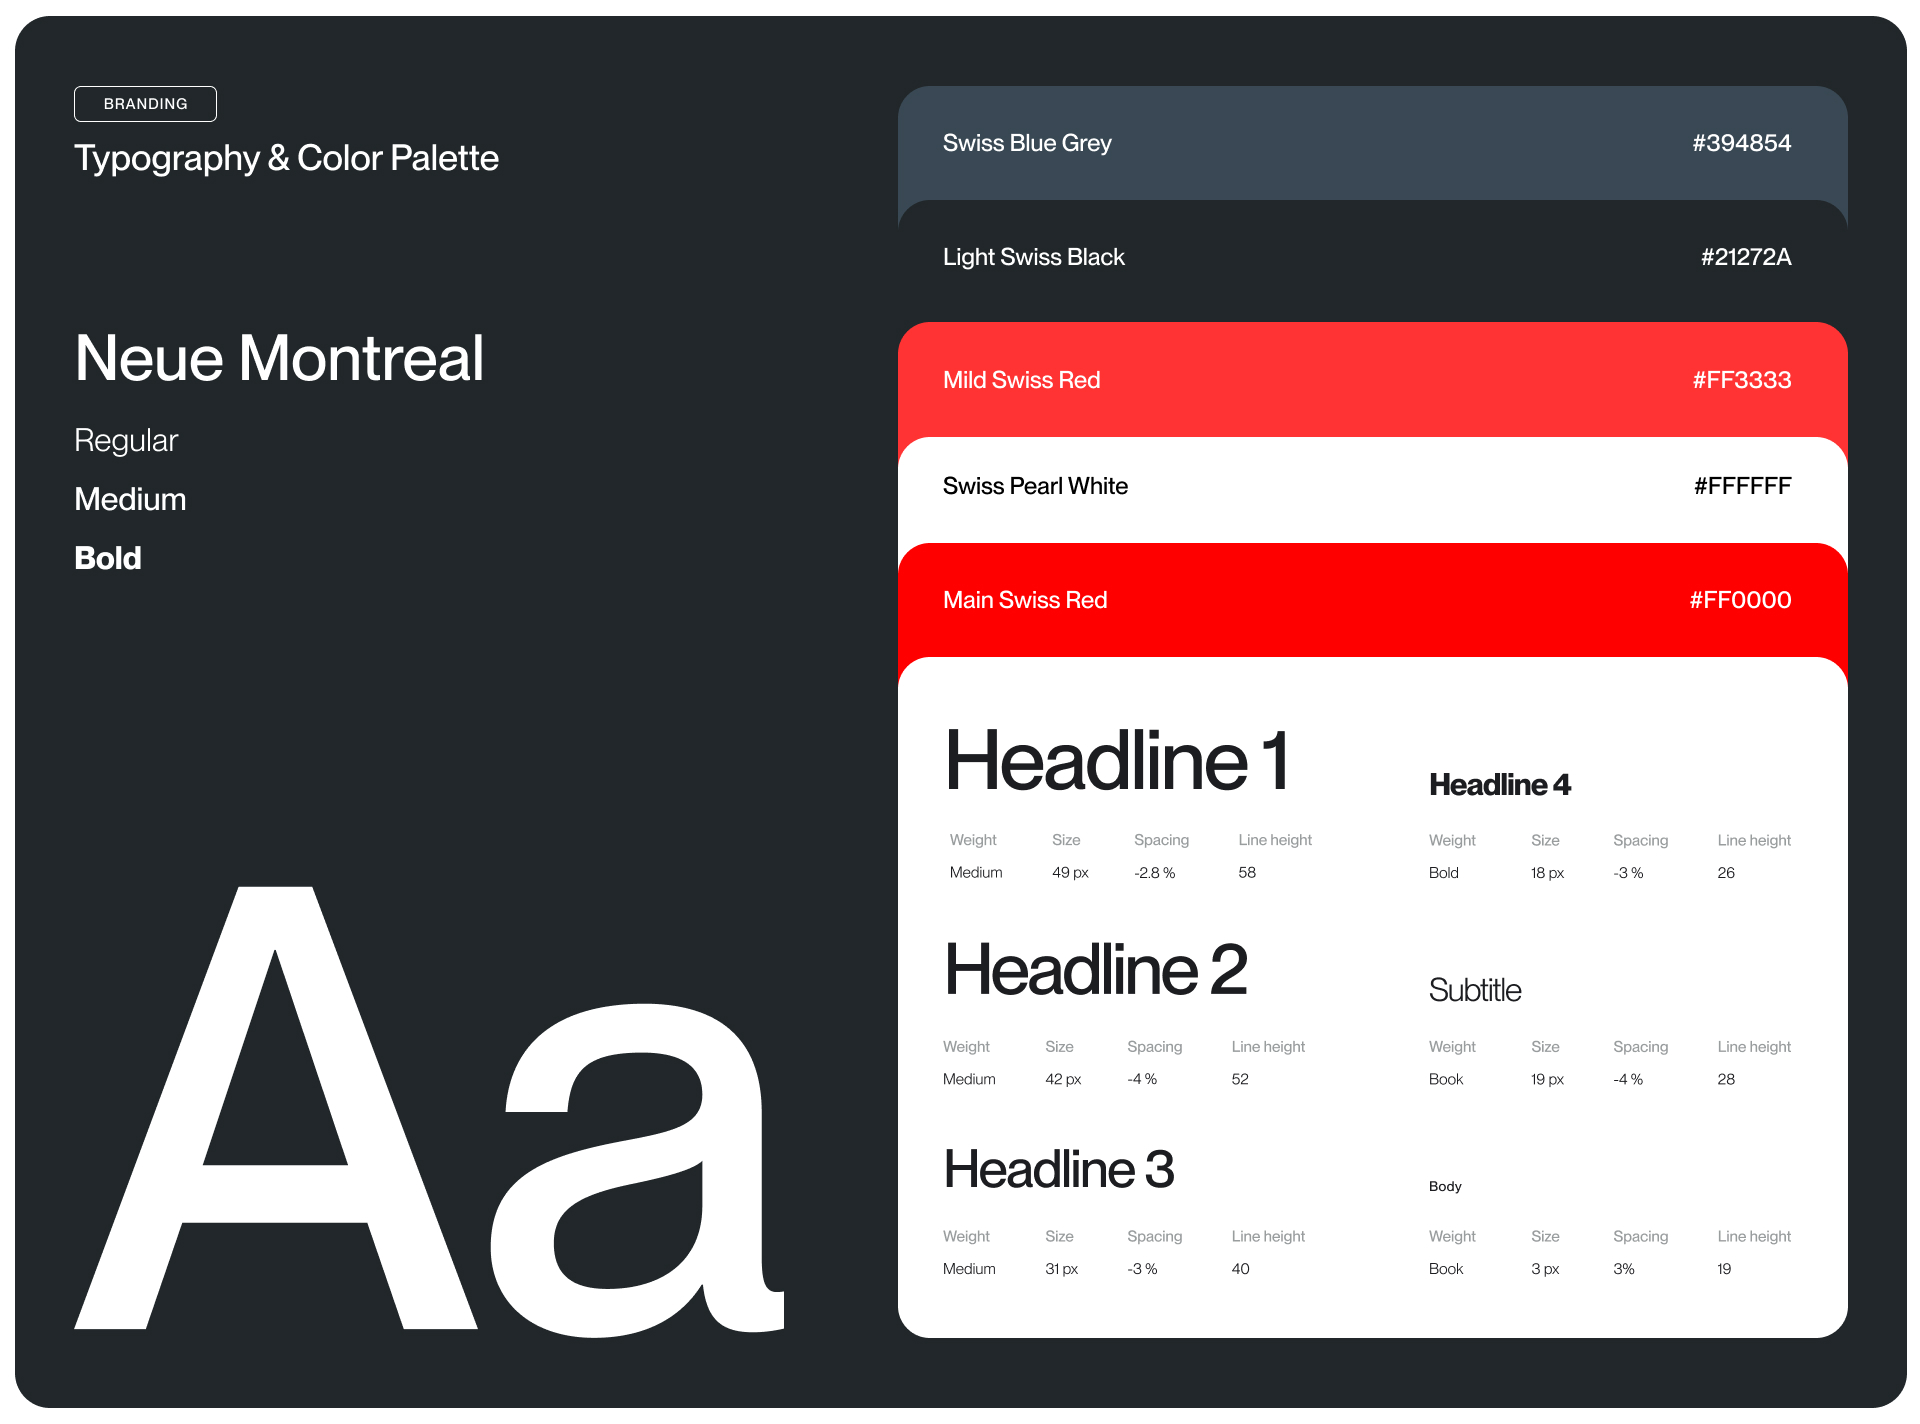 BRANDING
Typography & Color Palette
Neue Montreal
Regular
Medium
Bold
Aa
Swiss Blue Grey #394854
Light Swiss Black #21272A
Mild Swiss Red #FF3333
Swiss Pearl White #FFFFFF
Main Swiss Red #FF0000
Headline 1
Weight Size Spacing Line height
Medium 49 px -2.8 % 58
Headline 4
Weight Size Spacing Line height
Bold 18 px -3 % 26
Headline 2
Weight Size Spacing Line height
Medium 42 px -4 % 52
Subtitle
Weight Size Spacing Line height
Book 19 px -4 % 28
Headline 3
Weight Size Spacing Line height
Medium 31 px -3 % 40
Body
Weight Size Spacing Line height
Book 3 px 3% 19